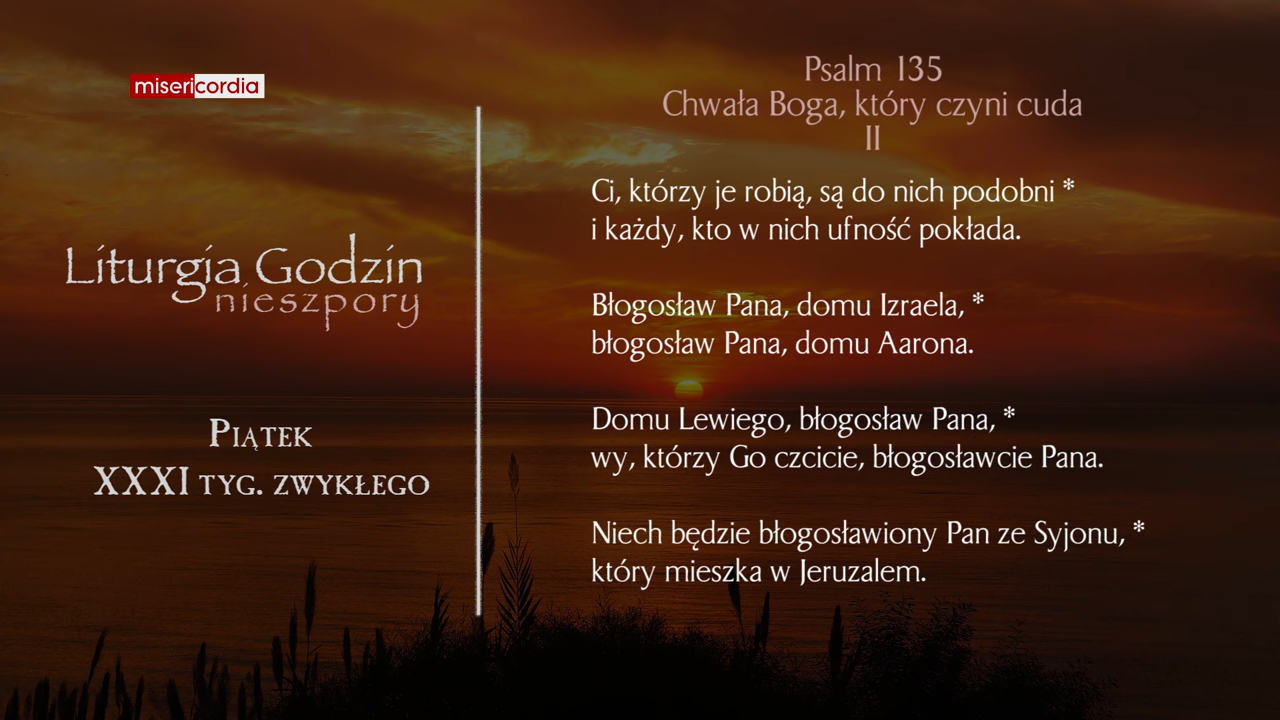 misericordia
Liturgia Godzin
nieszpory
Piątek
XXXI tyg. zwykłego
Psalm 135
Chwała Boga, który czyni cuda
II
Ci, którzy je robią, są do nich podobni *
i każdy, kto w nich ufność pokłada.
Błogosław Pana, domu Izraela, *
błogosław Pana, domu Aarona.
Domu Lewiego, błogosław Pana, *
wy, którzy Go czcicie, błogosławcie Pana.
Niech będzie błogosławiony Pan ze Syjonu, *
który mieszka w Jeruzalem.